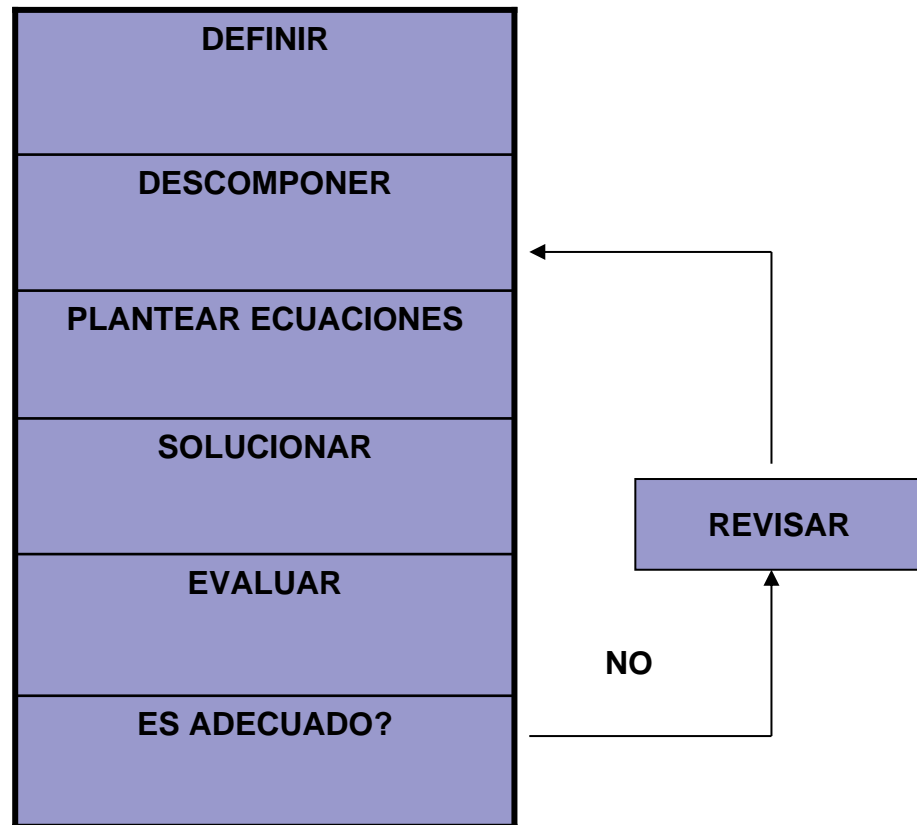 DEFINIR
DESCOMPONER
PLANTEAR ECUACIONES
SOLUCIONAR
REVISAR
EVALUAR
NO
ES ADECUADO?